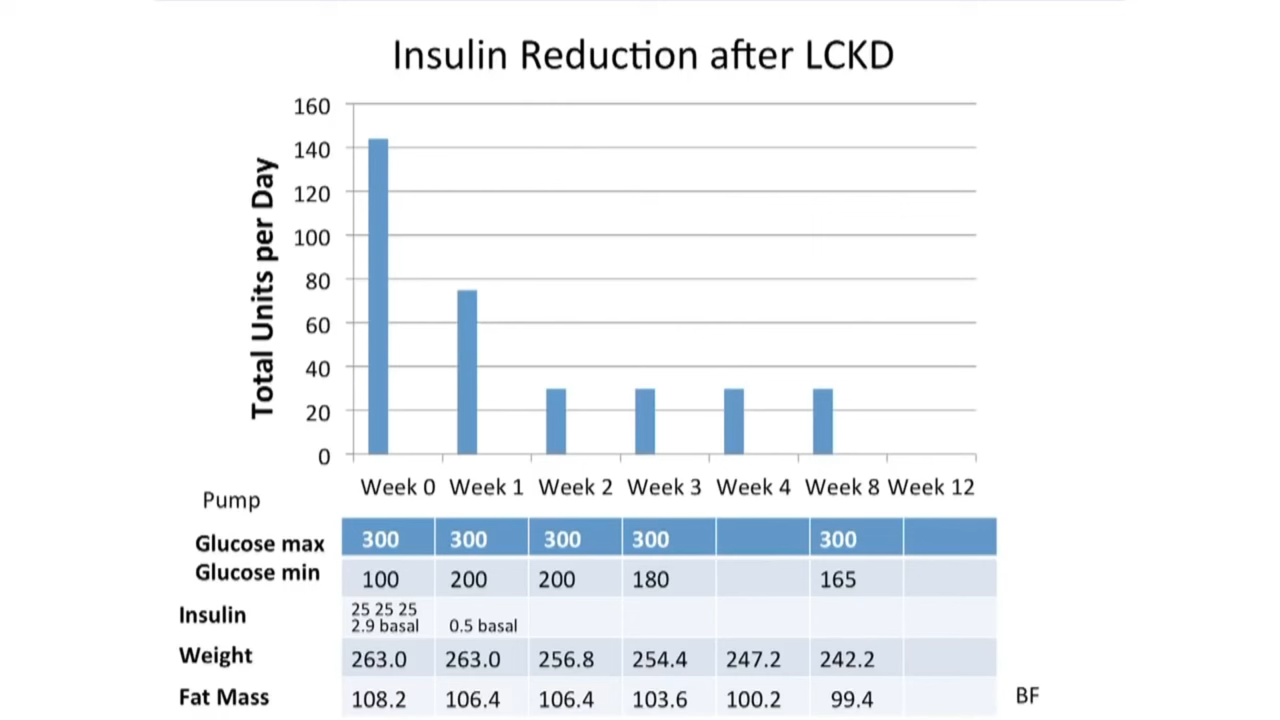 Insulin Reduction after LCKD
Total Units per Day
160
140
120
100
80
60
40
20
0
Week 0 Week 1 Week 2 Week 3 Week 4 Week 8 Week 12
Pump
Glucose max 300 300 300 300 300
Glucose min 100 200 200 180 165
Insulin 25 25 25
2.9 basal 0.5 basal
Weight 263.0 263.0 256.8 254.4 247.2 242.2
Fat Mass 108.2 106.4 106.4 103.6 100.2 99.4 BF